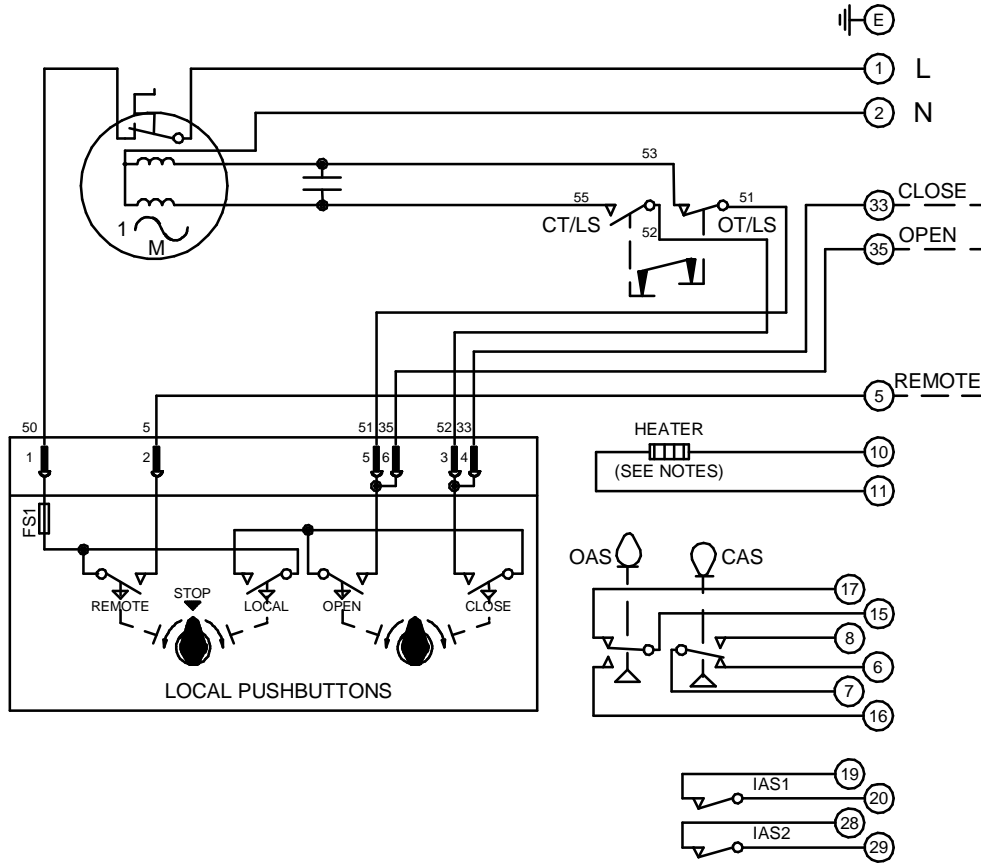 E
1 L
2 N
53
55
51
CT/LS
OT/LS
52
33 CLOSE
35 OPEN
1
M
5 REMOTE
50
5
51 35
52 33
1
2
5 6
3 4
HEATER
(SEE NOTES)
10
11
FS1
REMOTE
STOP
LOCAL
OPEN
CLOSE
LOCAL PUSHBUTTONS
OAS
CAS
17
15
8
6
7
16
19
IAS1
20
28
IAS2
29